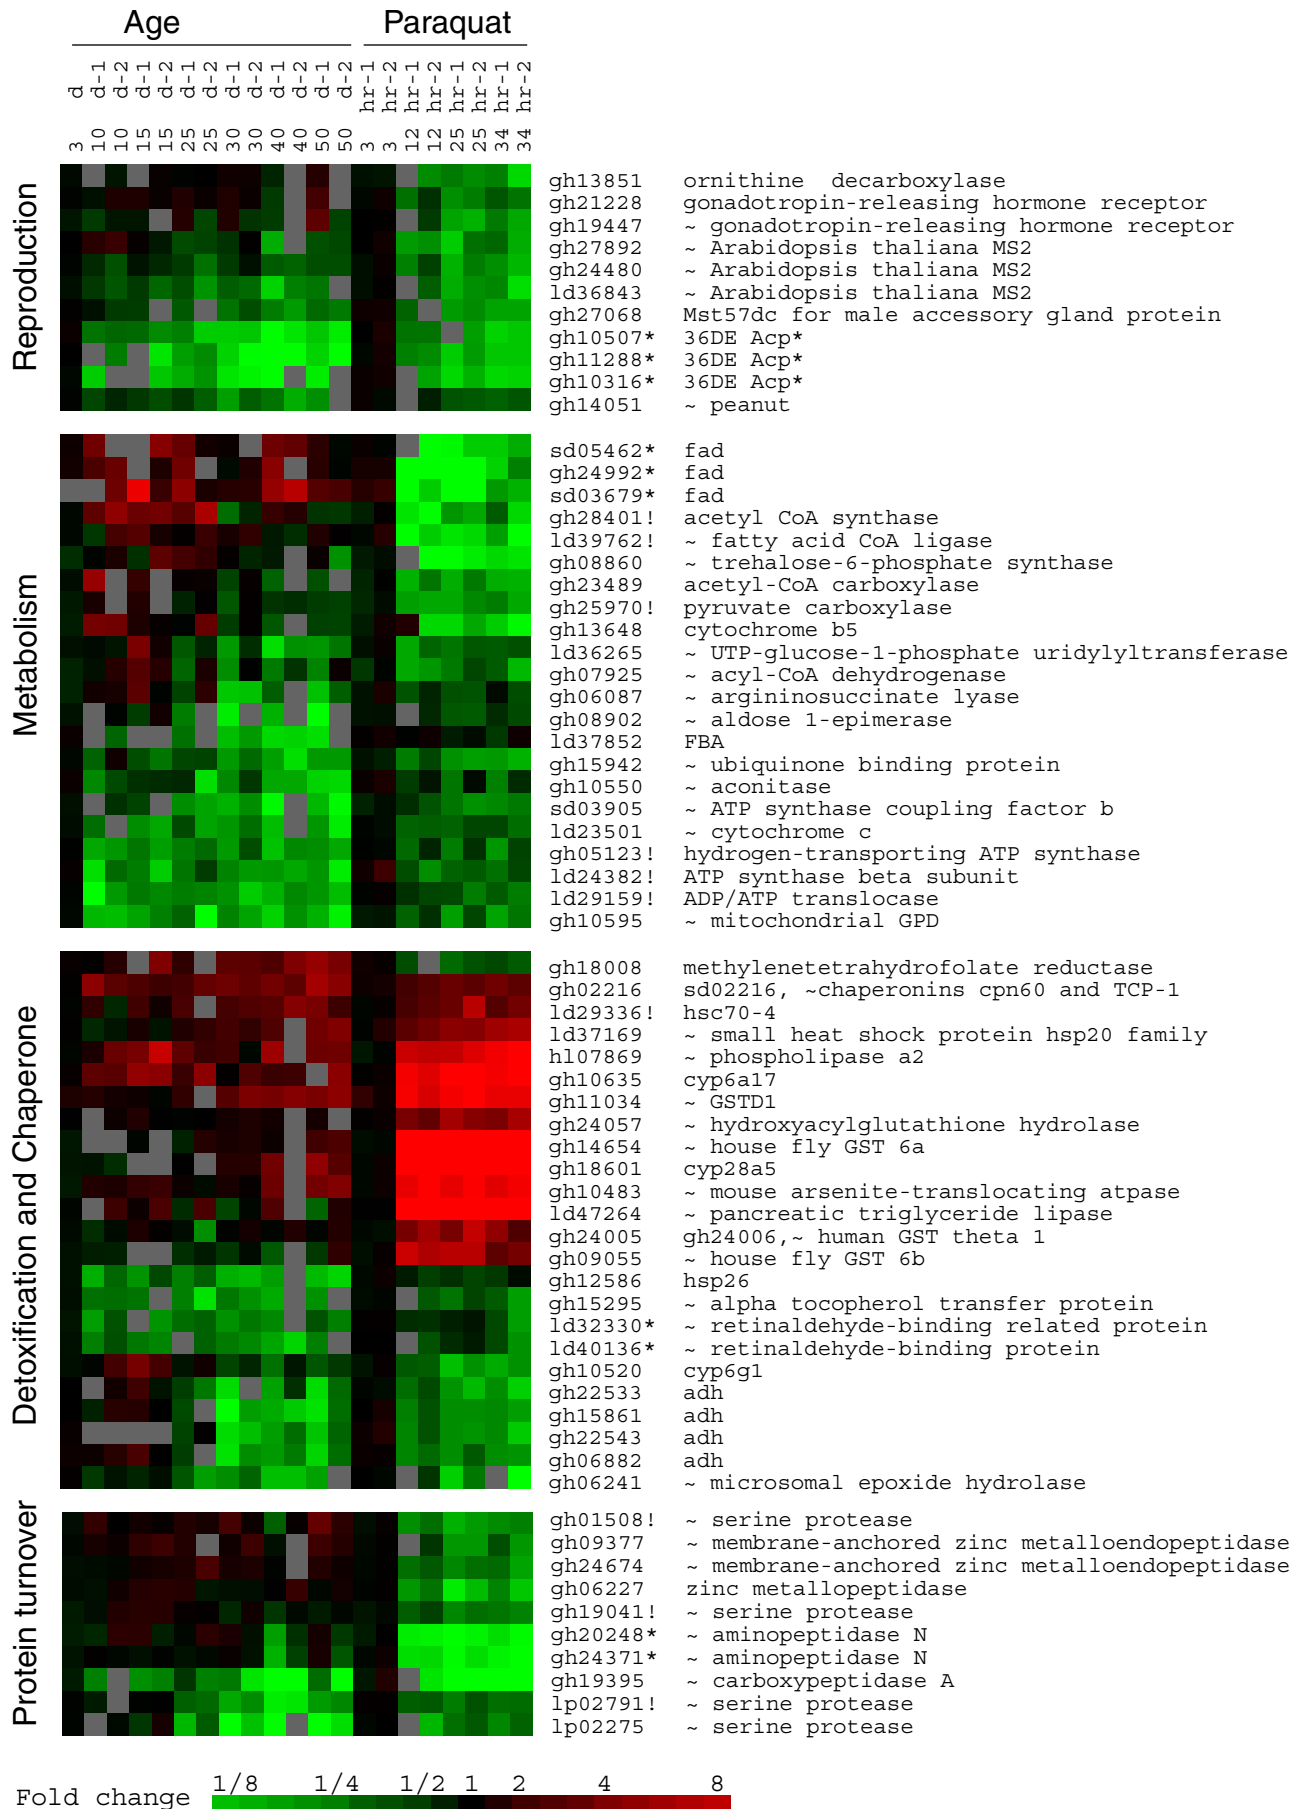 Age Paraquat
3 d
10 d-1
10 d-2
15 d-1
15 d-2
25 d-1
25 d-2
30 d-1
30 d-2
40 d-1
40 d-2
50 d-1
50 d-2
3 hr-1
3 hr-2
12 hr-1
12 hr-2
25 hr-1
25 hr-2
34 hr-1
34 hr-2
Reproduction
gh13851 ornithine decarboxylase
gh21228 gonadotropin-releasing hormone receptor
gh19447 ~ gonadotropin-releasing hormone receptor
gh27892 ~ Arabidopsis thaliana MS2
gh24480 ~ Arabidopsis thaliana MS2
ld36843 ~ Arabidopsis thaliana MS2
gh27068 Mst57dc for male accessory gland protein
gh10507* 36DE Acp*
gh11288* 36DE Acp*
gh10316* 36DE Acp*
gh14051 ~ peanut
Metabolism
sd05462* fad
gh24992* fad
sd03679* fad
gh28401! acetyl CoA synthase
ld39762! ~ fatty acid CoA ligase
gh08860 ~ trehalose-6-phosphate synthase
gh23489 acetyl-CoA carboxylase
gh25970! pyruvate carboxylase
gh13648 cytochrome b5
ld36265 ~ UTP-glucose-1-phosphate uridylyltransferase
gh07925 ~ acyl-CoA dehydrogenase
gh06087 ~ argininosuccinate lyase
gh08902 ~ aldose 1-epimerase
ld37852 FBA
gh15942 ~ ubiquinone binding protein
gh10550 ~ aconitase
sd03905 ~ ATP synthase coupling factor b
ld23501 ~ cytochrome c
gh05123! hydrogen-transporting ATP synthase
ld24382! ATP synthase beta subunit
ld29159! ADP/ATP translocase
gh10595 ~ mitochondrial GPD
Detoxification and Chaperone
gh18008 methylenetetrahydrofolate reductase
gh02216 sd02216, ~chaperonins cpn60 and TCP-1
ld29336! hsc70-4
ld37169 ~ small heat shock protein hsp20 family
hl07869 ~ phospholipase a2
gh10635 cyp6a17
gh11034 ~ GSTD1
gh24057 ~ hydroxyacylglutathione hydrolase
gh14654 ~ house fly GST 6a
gh18601 cyp28a5
gh10483 ~ mouse arsenite-translocating atpase
ld47264 ~ pancreatic triglyceride lipase
gh24005 gh24006,~ human GST theta 1
gh09055 ~ house fly GST 6b
gh12586 hsp26
gh15295 ~ alpha tocopherol transfer protein
ld32330* ~ retinaldehyde-binding related protein
ld40136* ~ retinaldehyde-binding protein
gh10520 cyp6g1
gh22533 adh
gh15861 adh
gh22543 adh
gh06882 adh
gh06241 ~ microsomal epoxide hydrolase
Protein turnover
gh01508! ~ serine protease
gh09377 ~ membrane-anchored zinc metalloendopeptidase
gh24674 ~ membrane-anchored zinc metalloendopeptidase
gh06227 zinc metallopeptidase
gh19041! ~ serine protease
gh20248* ~ aminopeptidase N
gh24371* ~ aminopeptidase N
gh19395 ~ carboxypeptidase A
lp02791! ~ serine protease
lp02275 ~ serine protease
Fold change 1/8 1/4 1/2 1 2 4 8